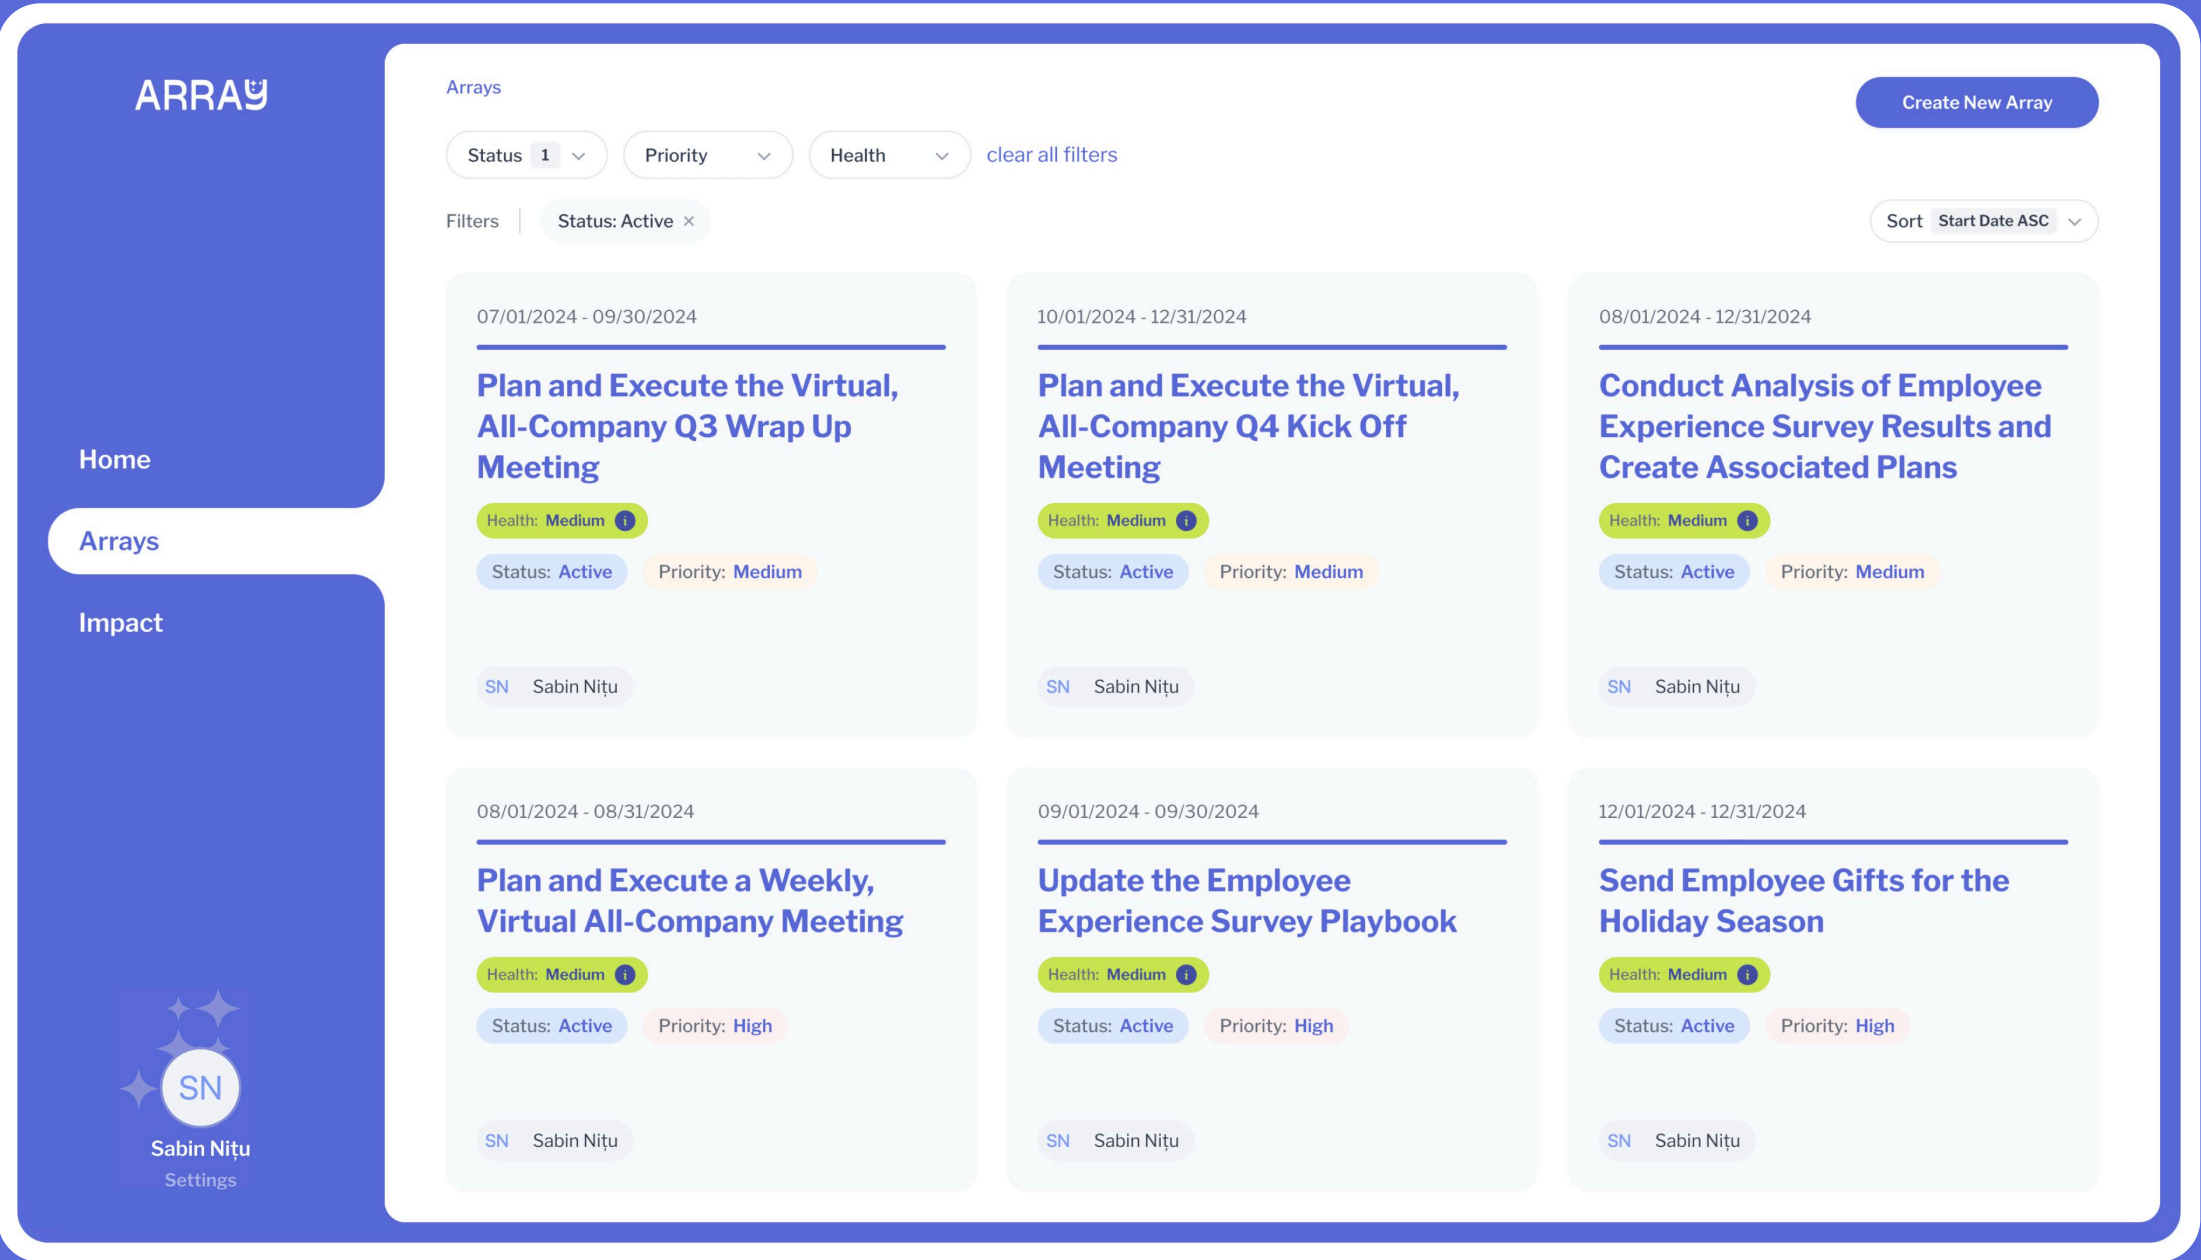 ARRAY
Home
Arrays
Impact
SN
Sabin Nițu
Settings
Arrays
Create New Array
Status 1
Priority
Health
clear all filters
Filters
Status: Active ×
Sort Start Date ASC
07/01/2024 - 09/30/2024
Plan and Execute the Virtual,
All-Company Q3 Wrap Up
Meeting
Health: Medium i
Status: Active
Priority: Medium
SN Sabin Nițu
10/01/2024 - 12/31/2024
Plan and Execute the Virtual,
All-Company Q4 Kick Off
Meeting
Health: Medium i
Status: Active
Priority: Medium
SN Sabin Nițu
08/01/2024 - 12/31/2024
Conduct Analysis of Employee
Experience Survey Results and
Create Associated Plans
Health: Medium i
Status: Active
Priority: Medium
SN Sabin Nițu
08/01/2024 - 08/31/2024
Plan and Execute a Weekly,
Virtual All-Company Meeting
Health: Medium i
Status: Active
Priority: High
SN Sabin Nițu
09/01/2024 - 09/30/2024
Update the Employee
Experience Survey Playbook
Health: Medium i
Status: Active
Priority: High
SN Sabin Nițu
12/01/2024 - 12/31/2024
Send Employee Gifts for the
Holiday Season
Health: Medium i
Status: Active
Priority: High
SN Sabin Nițu